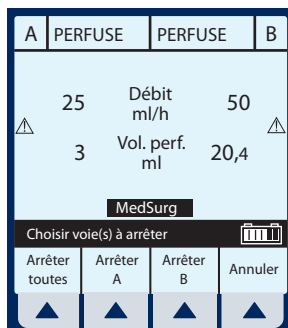 A PERFUSE PERFUSE B
25 Débit ml/h 50
3 Vol. perf. ml 20,4
MedSurg
Choisir voie(s) à arrêter
Arrêter toutes Arrêter A Arrêter B Annuler